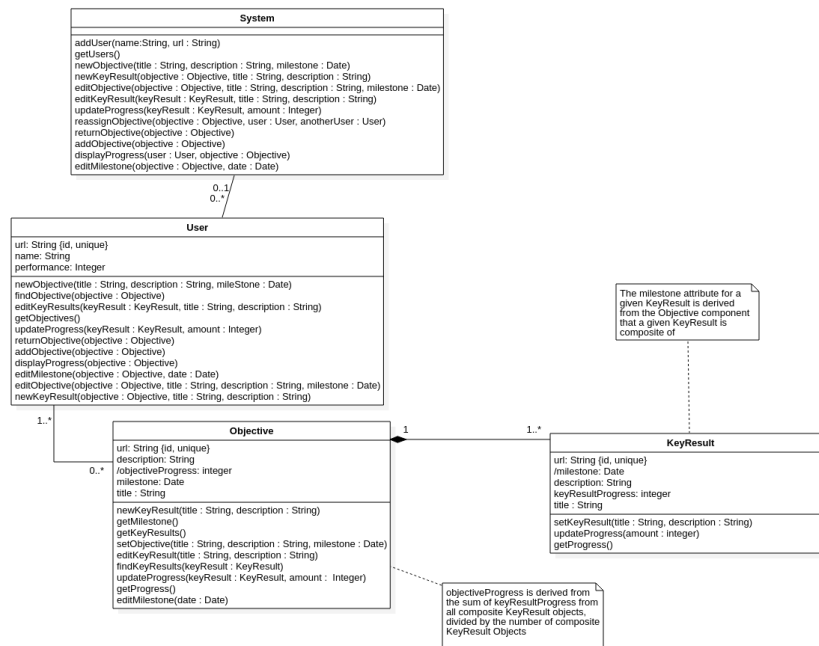 System
addUser(name:String, url : String)
getUsers()
newObjective(title : String, description : String, milestone : Date)
newKeyResult(objective : Objective, title : String, description : String)
editObjective(objective : Objective, title : String, description : String, milestone : Date)
editKeyResult(keyResult : KeyResult, title : String, description : String)
updateProgress(keyResult : KeyResult, amount : Integer)
reassignObjective(objective : Objective, user : User, anotherUser : User)
returnObjective(objective : Objective)
addObjective(objective : Objective)
displayProgress(user : User, objective : Objective)
editMilestone(objective : Objective, date : Date)
0..1
0..*
User
url: String {id, unique}
name: String
performance: Integer
newObjective(title : String, description : String, mileStone : Date)
findObjective(objective : Objective)
editKeyResults(keyResult : KeyResult, title : String, description : String)
getObjectives()
updateProgress(keyResult : KeyResult, amount : Integer)
returnObjective(objective : Objective)
addObjective(objective : Objective)
displayProgress(objective : Objective)
editMilestone(objective : Objective, date : Date)
editObjective(objective : Objective, title : String, description : String, milestone : Date)
newKeyResult(objective : Objective, title : String, description : String)
The milestone attribute for a
given KeyResult is derived
from the Objective component
that a given KeyResult is
composite of
1..*
0..*
Objective
url: String {id, unique}
description: String
/objectiveProgress: integer
milestone: Date
title : String
newKeyResult(title : String, description : String)
getMilestone()
getKeyResults()
setObjective(title : String, description : String, milestone : Date)
editKeyResult(title : String, description : String)
findKeyResults(keyResult : KeyResult)
updateProgress(keyResult : KeyResult, amount :  Integer)
getProgress()
editMilestone(date : Date)
1
1..*
KeyResult
url: String {id, unique}
/milestone: Date
description: String
keyResultProgress: integer
title : String
setKeyResult(title : String, description : String)
updateProgress(amount : integer)
getProgress()
objectiveProgress is derived from
the sum of keyResultProgress from
all composite KeyResult objects,
divided by the number of composite
KeyResult Objects